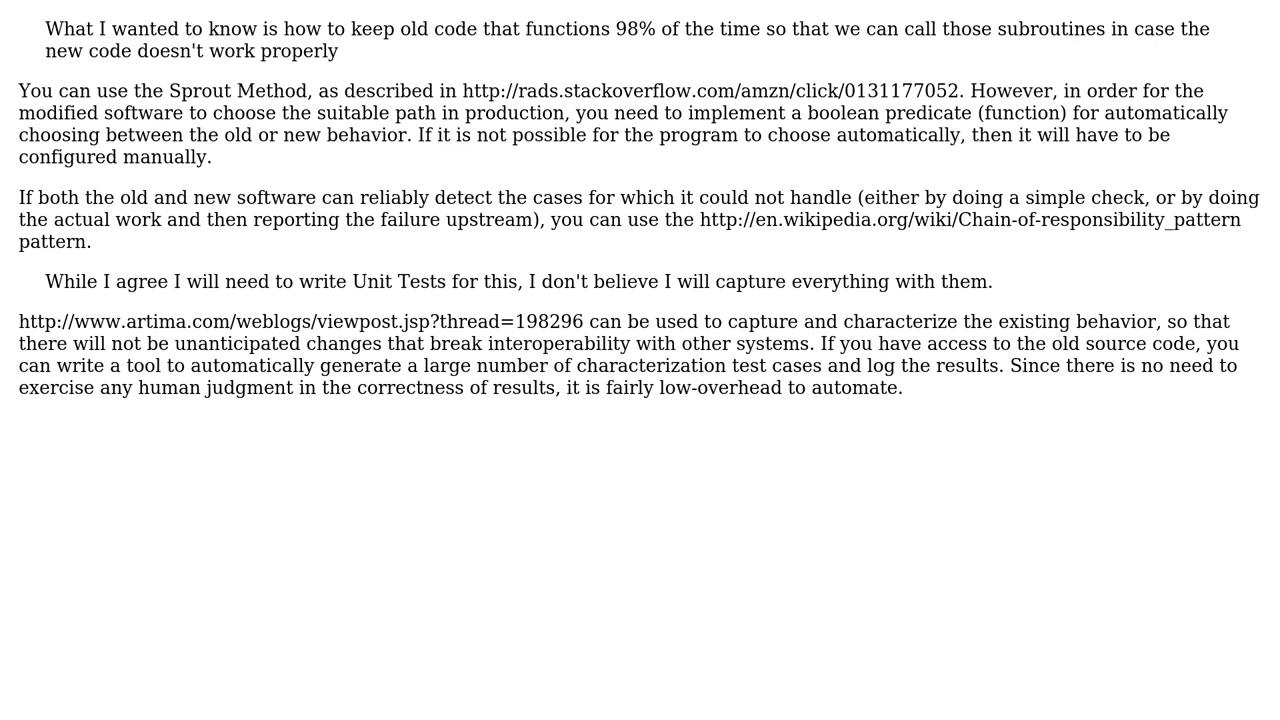 What I wanted to know is how to keep old code that functions 98% of the time so that we can call those subroutines in case the
new code doesn't work properly
You can use the Sprout Method, as described in http://rads.stackoverflow.com/amzn/click/0131177052. However, in order for the
modified software to choose the suitable path in production, you need to implement a boolean predicate (function) for automatically
choosing between the old or new behavior. If it is not possible for the program to choose automatically, then it will have to be
configured manually.
If both the old and new software can reliably detect the cases for which it could not handle (either by doing a simple check, or by doing
the actual work and then reporting the failure upstream), you can use the http://en.wikipedia.org/wiki/Chain-of-responsibility_pattern
pattern.
While I agree I will need to write Unit Tests for this, I don't believe I will capture everything with them.
http://www.artima.com/weblogs/viewpost.jsp?thread=198296 can be used to capture and characterize the existing behavior, so that
there will not be unanticipated changes that break interoperability with other systems. If you have access to the old source code, you
can write a tool to automatically generate a large number of characterization test cases and log the results. Since there is no need to
exercise any human judgment in the correctness of results, it is fairly low-overhead to automate.